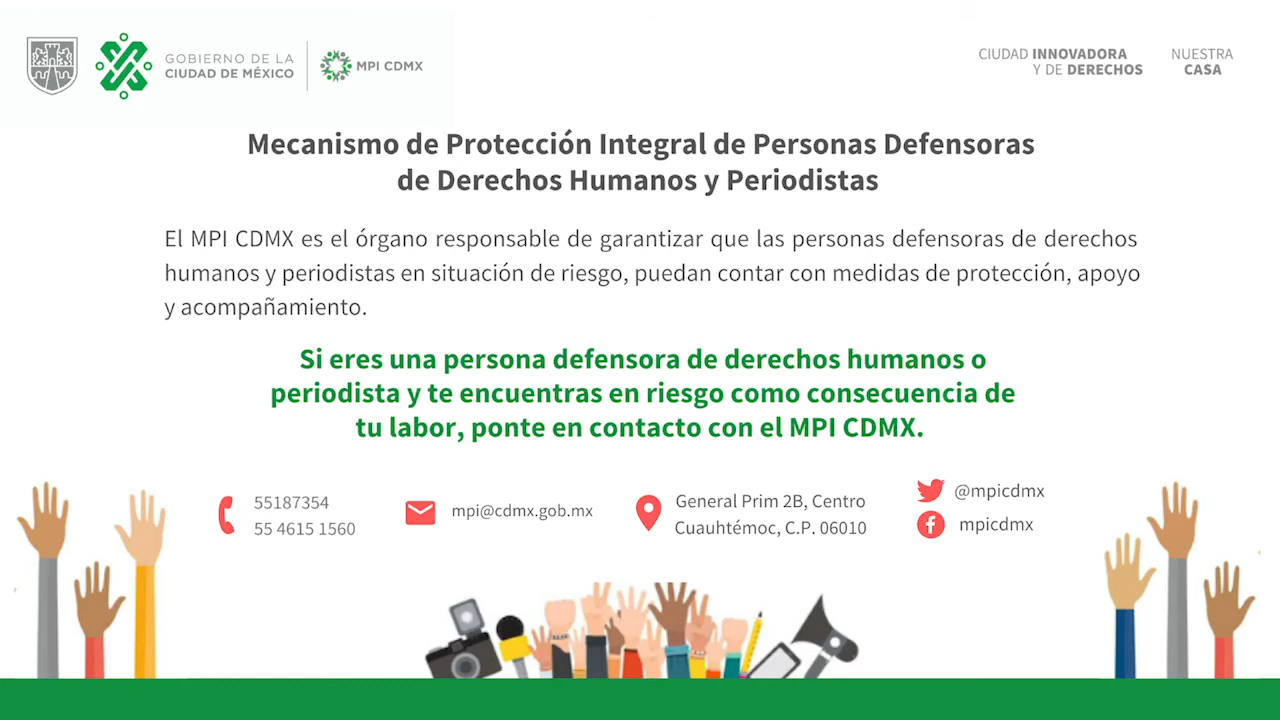 GOBIERNO DE LA
CIUDAD DE MÉXICO
MPI CDMX
CIUDAD INNOVADORA
Y DE DERECHOS
NUESTRA
CASA
Mecanismo de Protección Integral de Personas Defensoras
de Derechos Humanos y Periodistas
El MPI CDMX es el órgano responsable de garantizar que las personas defensoras de derechos
humanos y periodistas en situación de riesgo, puedan contar con medidas de protección, apoyo
y acompañamiento.
Si eres una persona defensora de derechos humanos o
periodista y te encuentras en riesgo como consecuencia de
tu labor, ponte en contacto con el MPI CDMX.
55187354
55 4615 1560
mpi@cdmx.gob.mx
General Prim 2B, Centro
Cuauhtémoc, C.P. 06010
@mpicdmx
mpicdmx